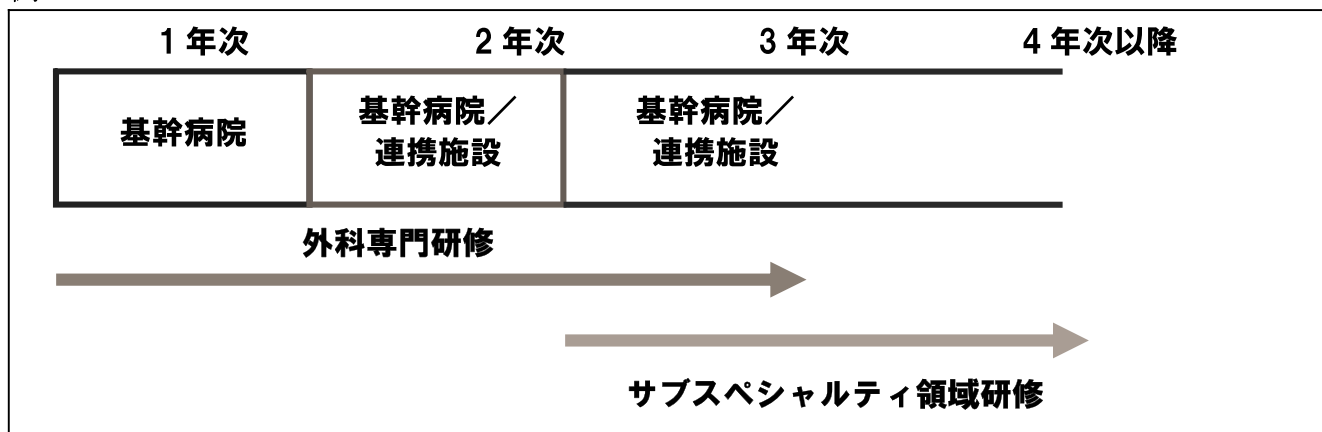 1年次 2年次 3年次 4年次以降
基幹病院 基幹病院／ 基幹病院／
連携施設 連携施設
外科専門研修
サブスペシャルティ領域研修